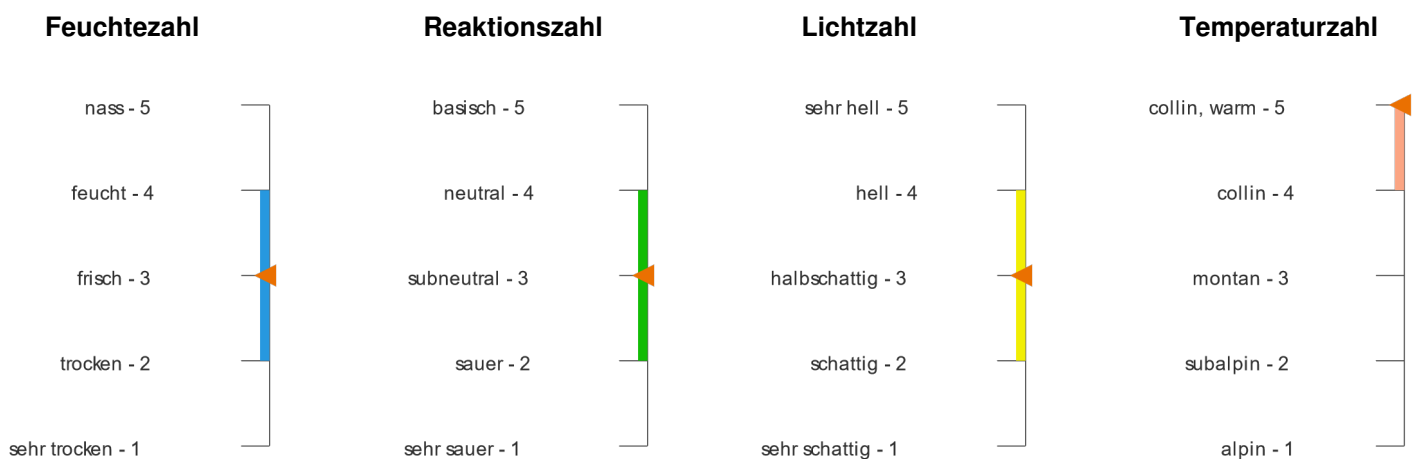 Feuchtezahl
nass - 5
feucht - 4
frisch - 3
trocken - 2
sehr trocken - 1
Reaktionszahl
basisch - 5
neutral - 4
subneutral - 3
sauer - 2
sehr sauer - 1
Lichtzahl
sehr hell - 5
hell - 4
halbschattig - 3
schattig - 2
sehr schattig - 1
Temperaturzahl
collin, warm - 5
collin - 4
montan - 3
subalpin - 2
alpin - 1